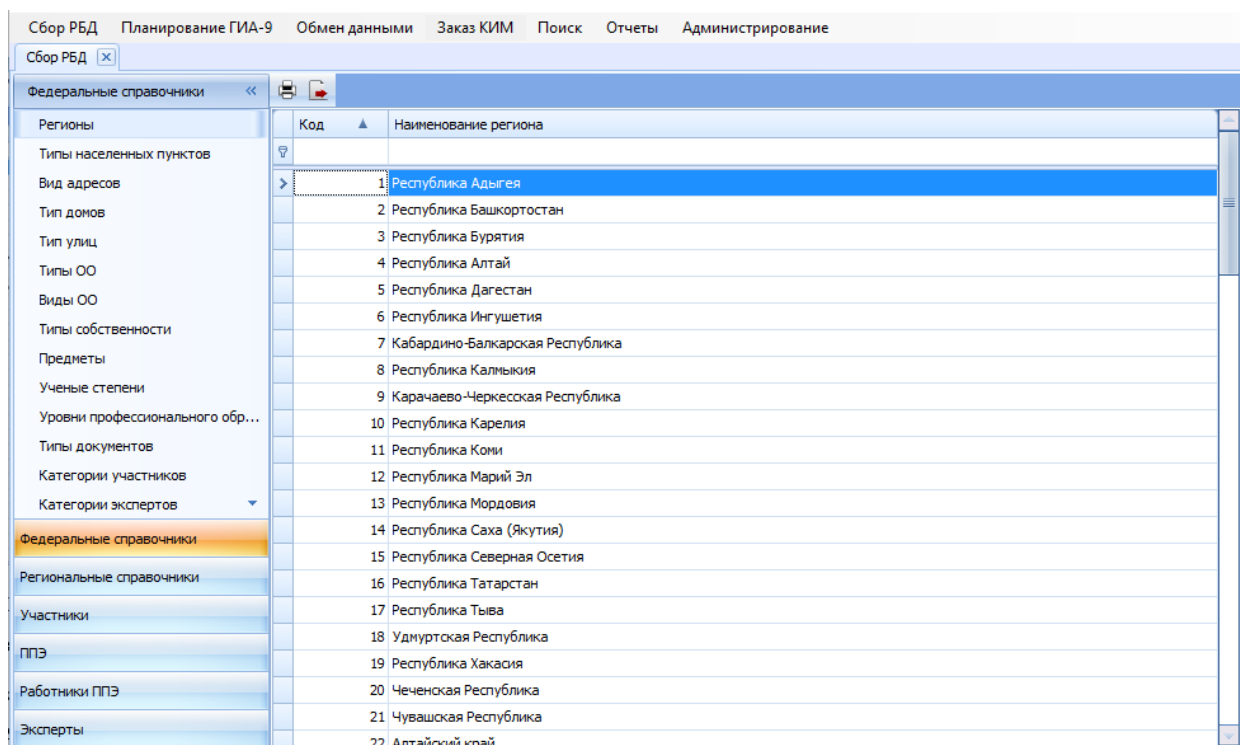 Сбор РБД Планирование ГИА-9 Обмен данными Заказ КИМ Поиск Отчеты Администрирование
Сбор РБД
Федеральные справочники
Регионы
Типы населенных пунктов
Вид адресов
Тип домов
Тип улиц
Типы ОО
Виды ОО
Типы собственности
Предметы
Ученые степени
Уровни профессионального обр...
Типы документов
Категории участников
Категории экспертов
Федеральные справочники
Региональные справочники
Участники
ППЭ
Работники ППЭ
Эксперты
Код Наименование региона
1 Республика Адыгея
2 Республика Башкортостан
3 Республика Бурятия
4 Республика Алтай
5 Республика Дагестан
6 Республика Ингушетия
7 Кабардино-Балкарская Республика
8 Республика Калмыкия
9 Карачаево-Черкесская Республика
10 Республика Карелия
11 Республика Коми
12 Республика Марий Эл
13 Республика Мордовия
14 Республика Саха (Якутия)
15 Республика Северная Осетия
16 Республика Татарстан
17 Республика Тыва
18 Удмуртская Республика
19 Республика Хакасия
20 Чеченская Республика
21 Чувашская Республика
22 Алтайский край